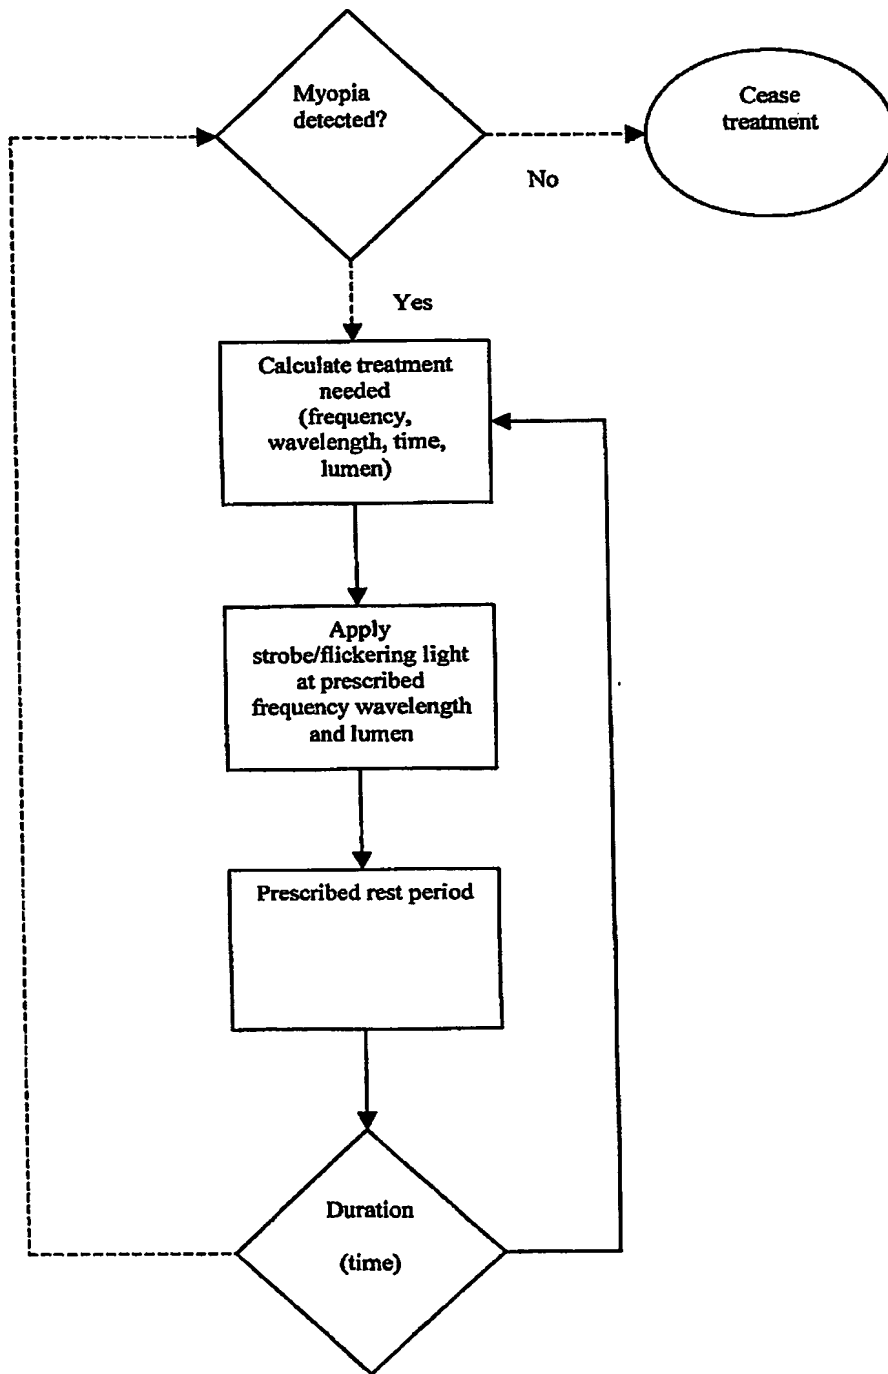 Myopia
detected?
Cease
treatment
No
Yes
Calculate treatment
needed
(frequency,
wavelength, time,
lumen)
Apply
strobe/flickering light
at prescribed
frequency wavelength
and lumen
Prescribed rest period
Duration
(time)